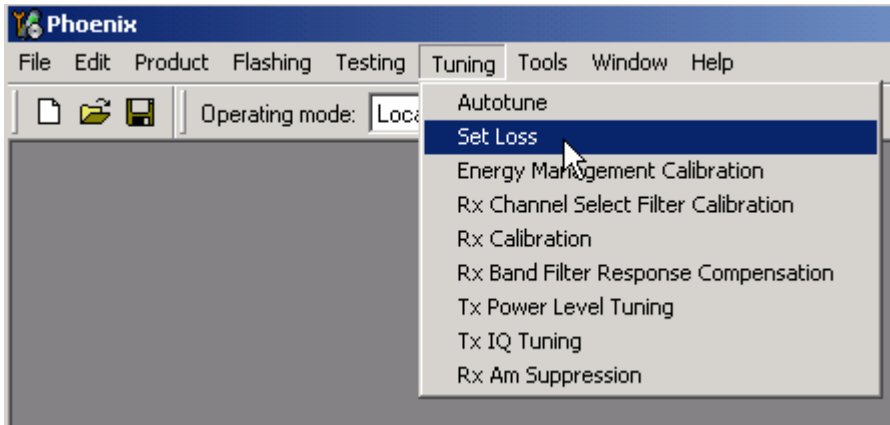 Phoenix
File Edit Product Flashing Testing Tuning Tools Window Help
Operating mode: Loca
Autotune
Set Loss
Energy Management Calibration
Rx Channel Select Filter Calibration
Rx Calibration
Rx Band Filter Response Compensation
Tx Power Level Tuning
Tx IQ Tuning
Rx Am Suppression